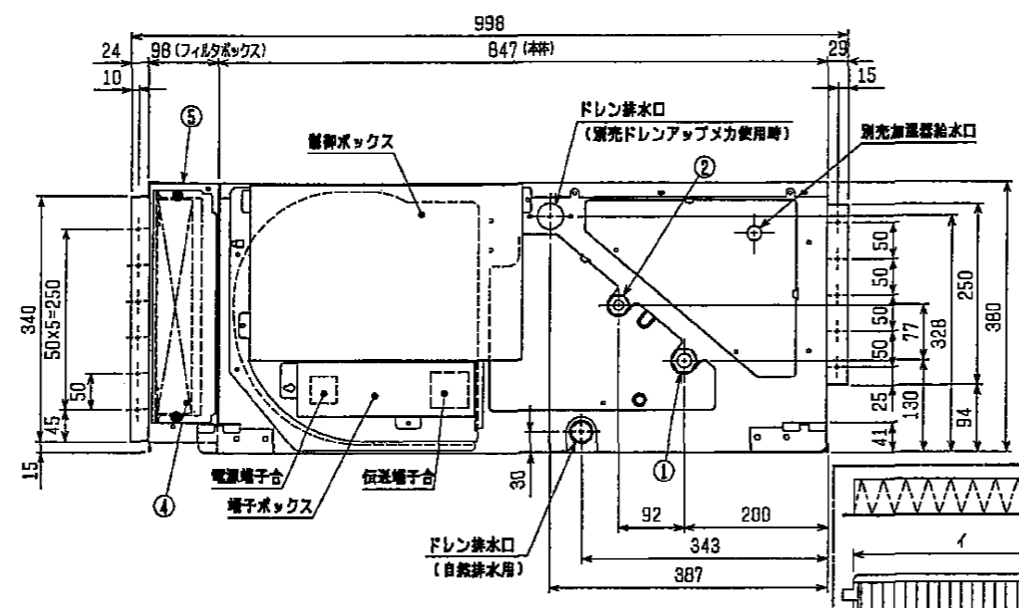 998
24
98 (フィルタボックス)
847 (本体)
29
10
15
⑤
制御ボックス
ドレン排水口
(別売ドレンアップメカ使用時)
②
別売加湿器給水口
340
50X5=250
50
45
15
50
50
50
50
25
77
130
41
328
250
94
380
④
電源端子台
端子ボックス
伝送端子台
30
①
92
200
343
387
ドレン排水口
(自然排水用)
イ